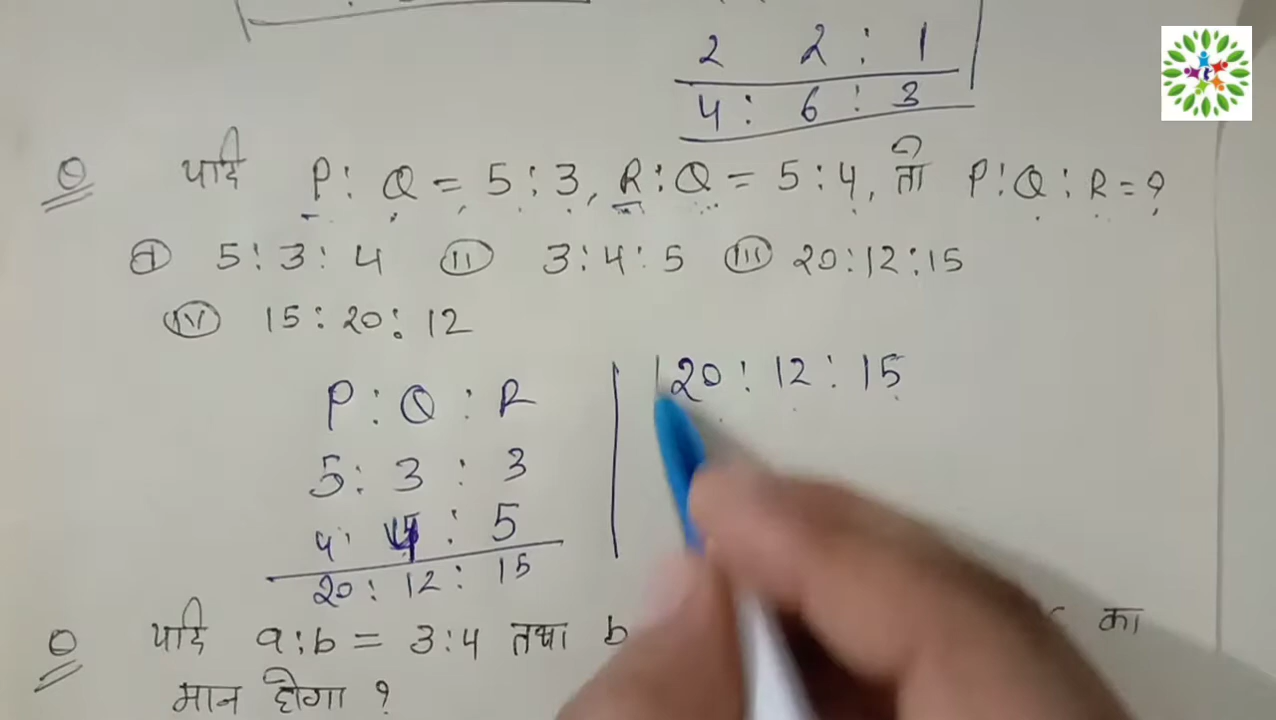 2 2 : 1
4 : 6 : 3
Q यदि P : Q = 5 : 3, R : Q = 5 : 4, तो P : Q : R = ?
(I) 5 : 3 : 4 (II) 3 : 4 : 5 (III) 20 : 12 : 15
(IV) 15 : 20 : 12
P : Q : R
5 : 3 : 3
4 : 4 : 5
20 : 12 : 15
20 : 12 : 15
Q यदि a : b = 3 : 4 तथा b का
मान होगा ?